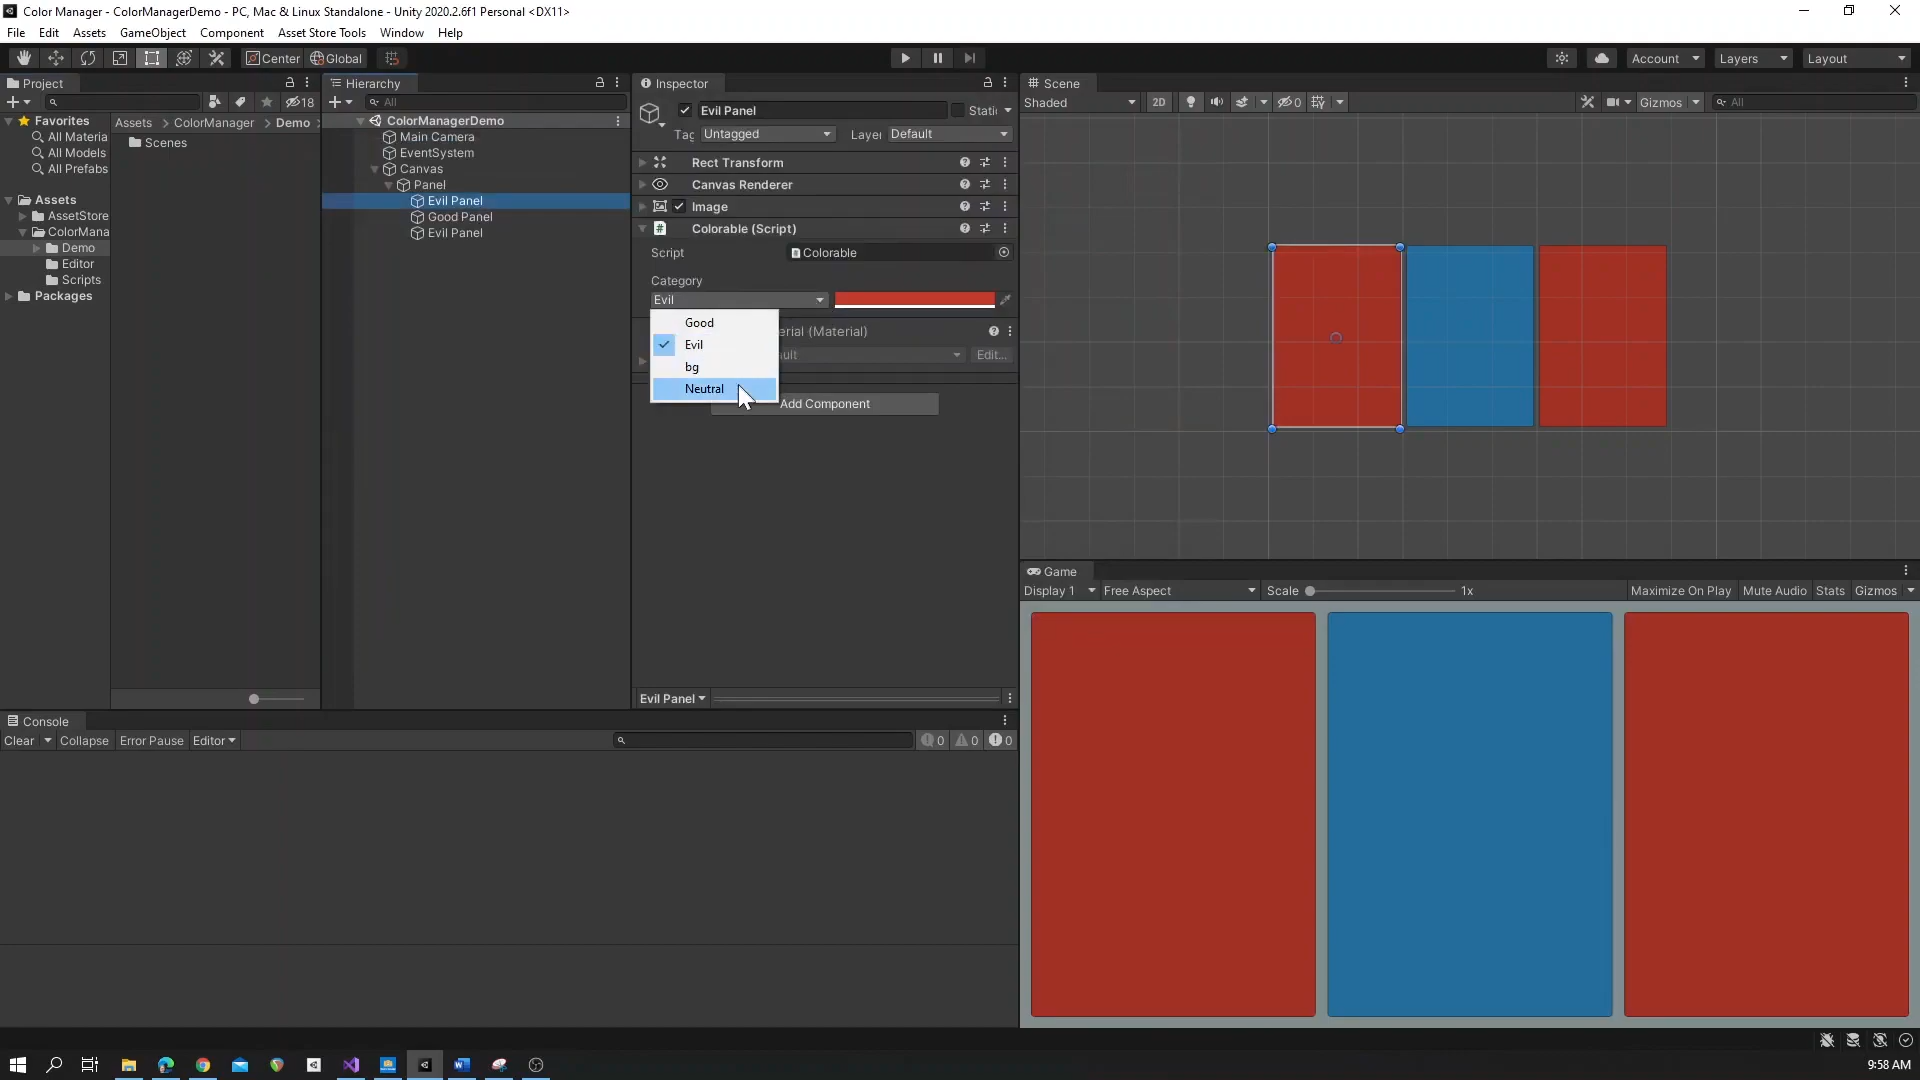 Color Manager - ColorManagerDemo - PC, Mac & Linux Standalone - Unity 2020.2.6f1 Personal <DX11>
File Edit Assets GameObject Component Asset Store Tools Window Help
Center Global Account Layers Layout
Project
18
Favorites
All Materia
All Models
All Prefabs
Assets
AssetStore
ColorMana
Demo
Editor
Scripts
Packages
Assets > ColorManager > Demo >
Scenes
Hierarchy
All
ColorManagerDemo
Main Camera
EventSystem
Canvas
Panel
Evil Panel
Good Panel
Evil Panel
Inspector
Evil Panel Stati
Tag Untagged Layer Default
Rect Transform
Canvas Renderer
Image
# Colorable (Script)
Script Colorable
Category
Evil
Good
Evil
bg
Neutral
erial (Material)
ault Edit...
Add Component
Evil Panel
Scene
Shaded 2D 0 Gizmos All
Game
Display 1 Free Aspect Scale 1x Maximize On Play Mute Audio Stats Gizmos
Console
Clear Collapse Error Pause Editor 0 0 0
9:58 AM